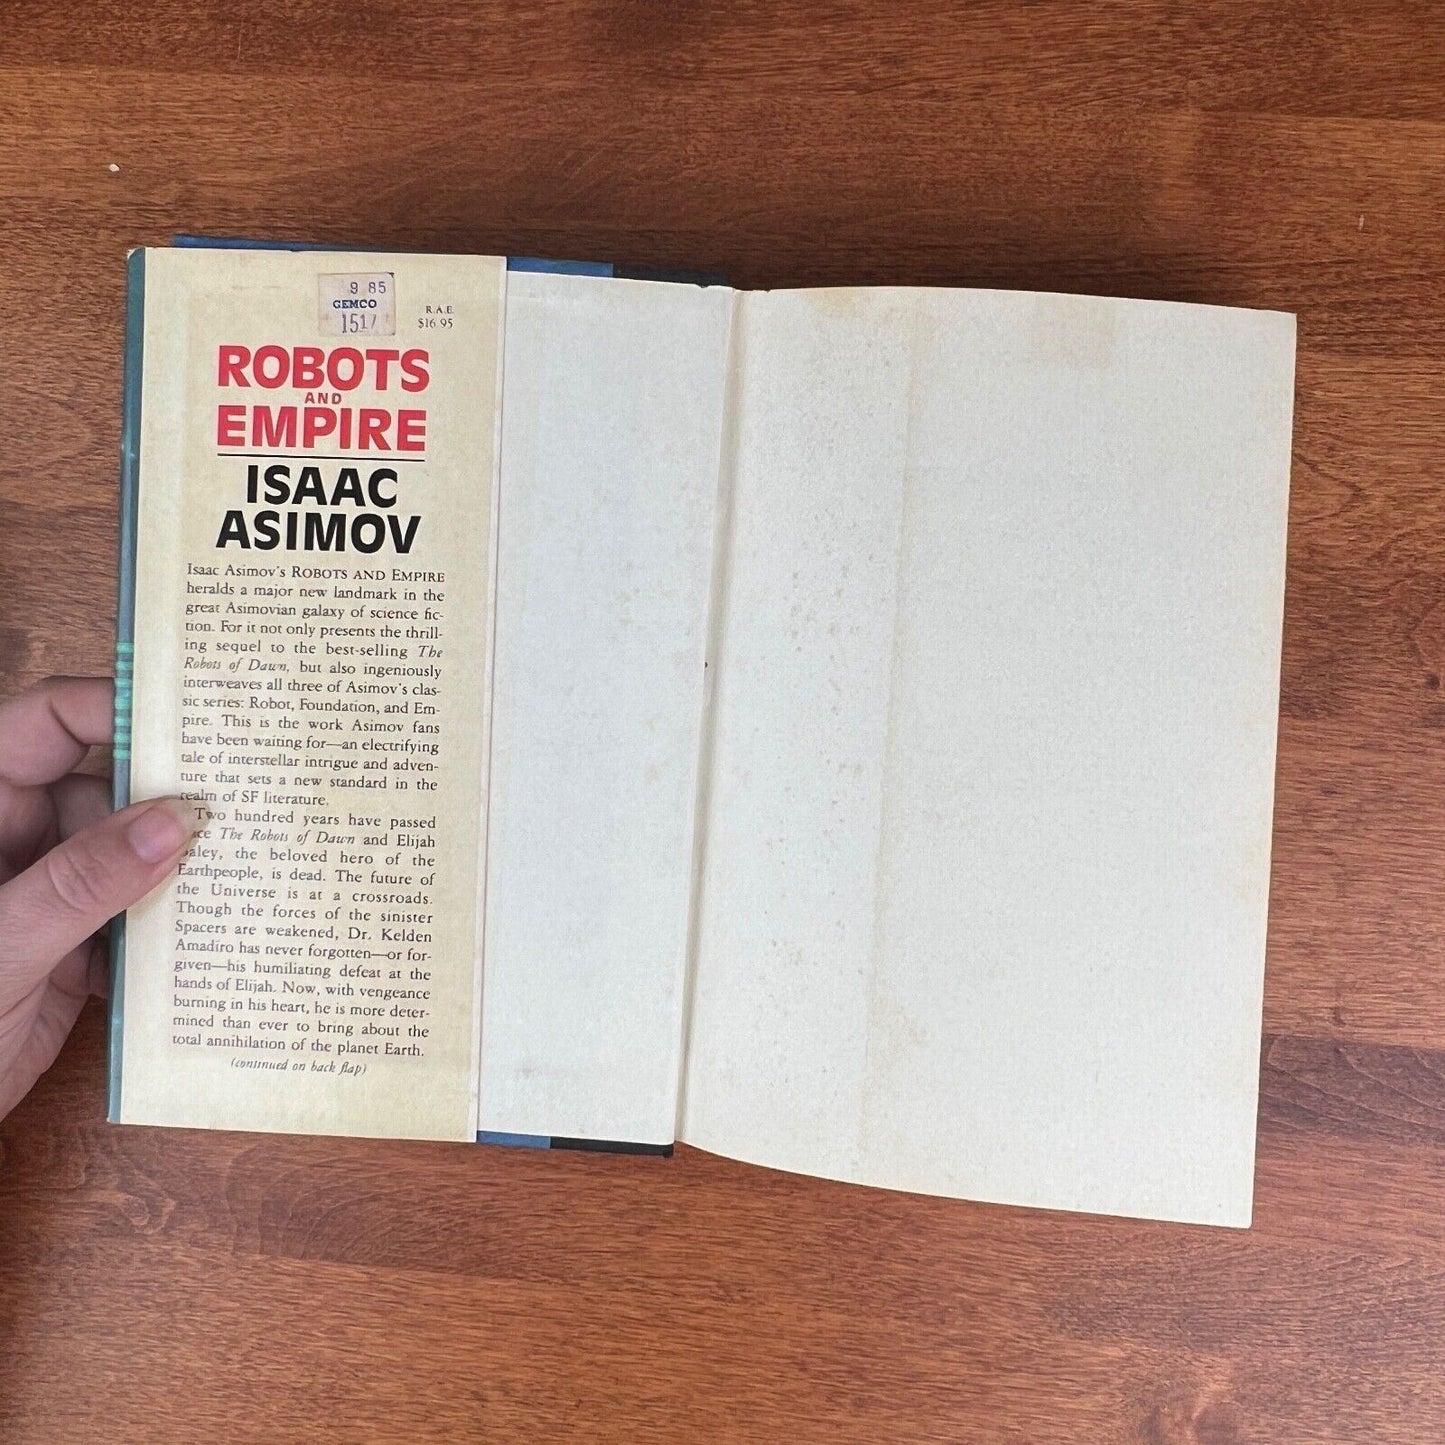 9 85
GEMCO
R.A.E.
$16.95
ROBOTS
AND
EMPIRE
ISAAC
ASIMOV
Isaac Asimov's ROBOTS AND EMPIRE
heralds a major new landmark in the
great Asimovian galaxy of science fic-
tion. For it not only presents the thrill-
ing sequel to the best-selling The
Robots of Dawn, but also ingeniously
interweaves all three of Asimov's clas-
sic series: Robot, Foundation, and Em-
pire. This is the work Asimov fans
have been waiting for—an electrifying
tale of interstellar intrigue and adven-
ture that sets a new standard in the
realm of SF literature.
Two hundred years have passed
The Robots of Dawn and Elijah
the beloved hero of the
Earthpeople, is dead. The future of
the Universe is at a crossroads.
Though the forces of the sinister
Spacers are weakened, Dr. Kelden
Amadiro has never forgotten—or for-
given—his humiliating defeat at the
hands of Elijah. Now, with vengeance
burning in his heart, he is more deter-
mined than ever to bring about the
total annihilation of the planet Earth.
(continued on back flap)